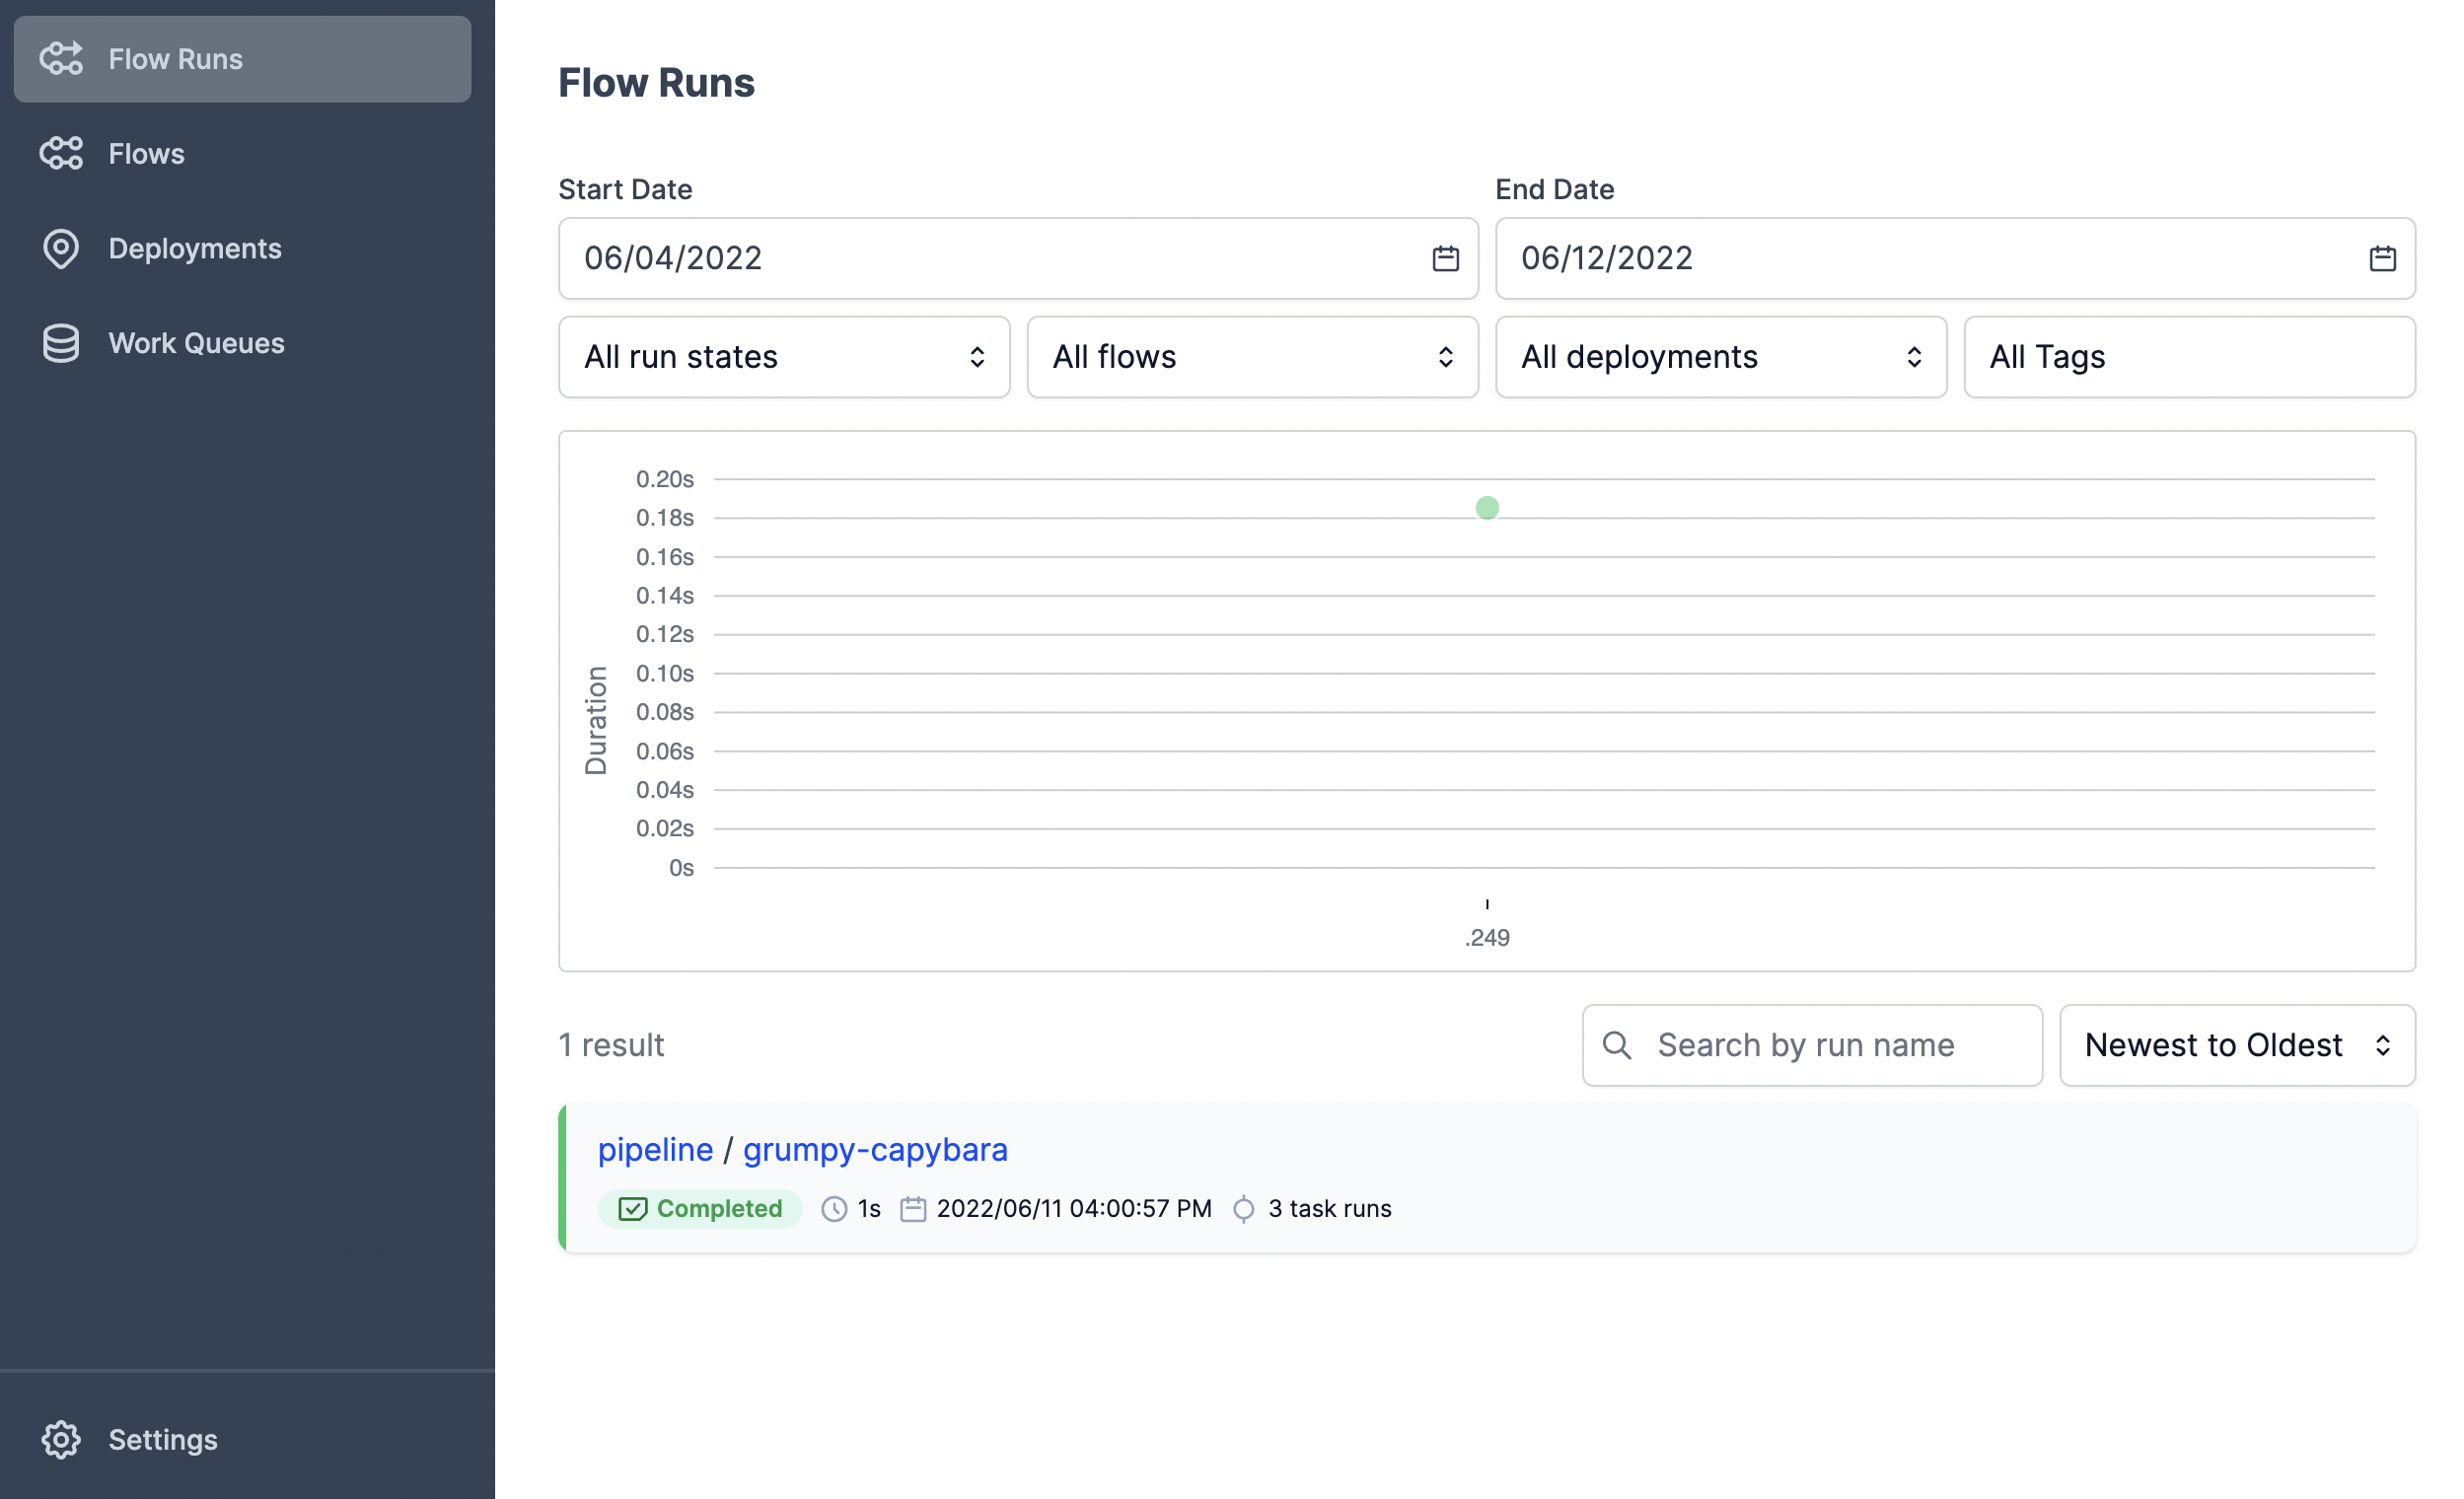 Flow Runs
Flows
Deployments
Work Queues
Settings
Flow Runs
Start Date
End Date
06/04/2022
06/12/2022
All run states
All flows
All deployments
All Tags
Duration
0.20s
0.18s
0.16s
0.14s
0.12s
0.10s
0.08s
0.06s
0.04s
0.02s
0s
.249
1 result
Search by run name
Newest to Oldest
pipeline / grumpy-capybara
Completed 1s 2022/06/11 04:00:57 PM 3 task runs